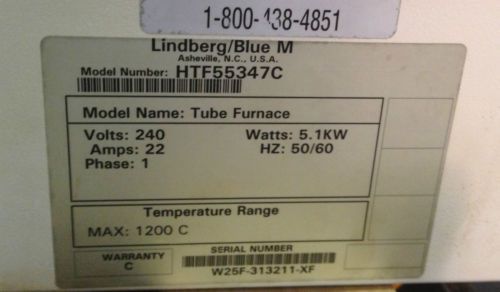 1-800-438-4851
Lindberg/Blue M
Asheville, N.C., U.S.A.
Model Number: HTF55347C
Model Name: Tube Furnace
Volts: 240 Watts: 5.1KW
Amps: 22 HZ: 50/60
Phase: 1
Temperature Range
MAX: 1200 C
WARRANTY
C
SERIAL NUMBER
W25F-313211-XF